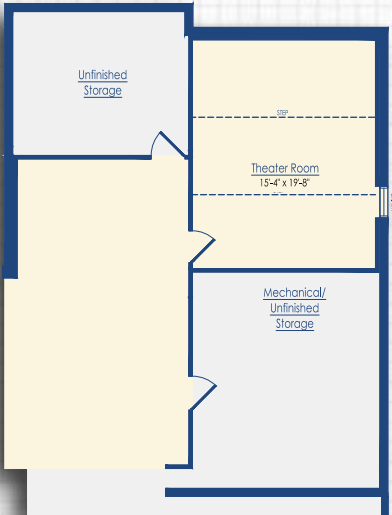 Unfinished
Storage
STEP
Theater Room
15'-4" x 19'-8"
Mechanical/
Unfinished
Storage